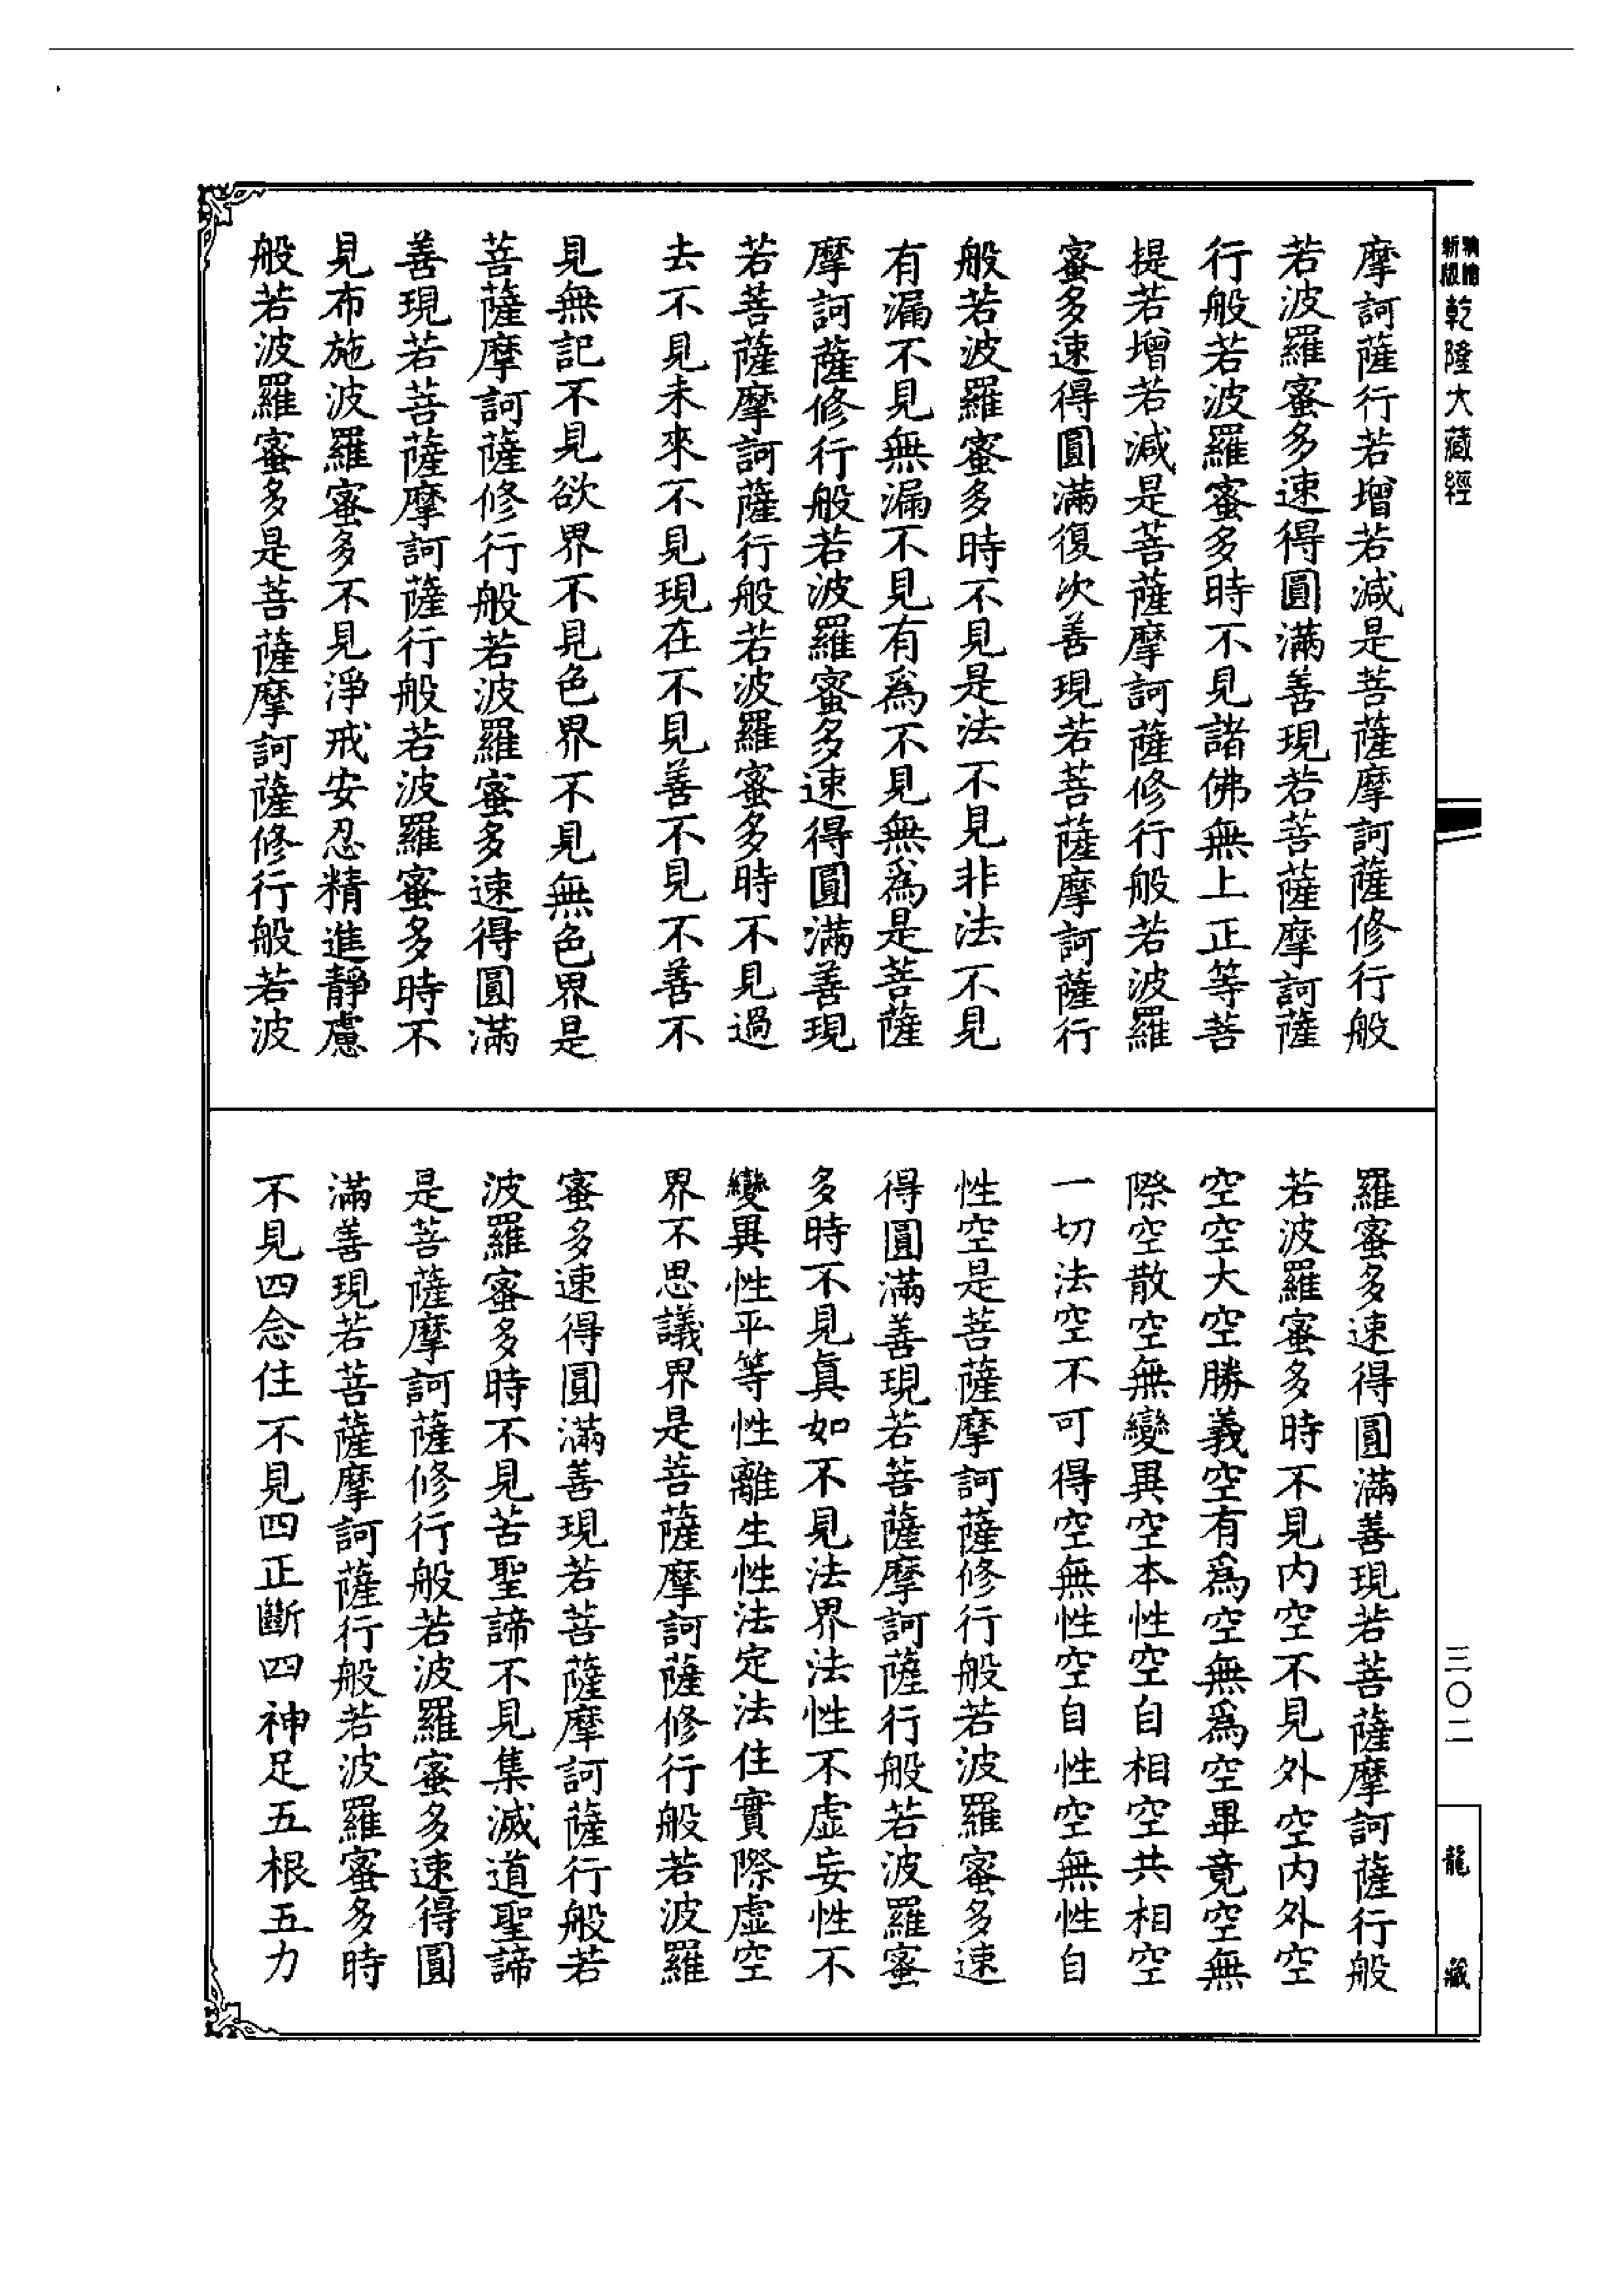 精繪
新版
乾隆大藏經
三〇二
龍藏
摩訶薩行若增若減是菩薩摩訶薩修行般
若波羅蜜多速得圓滿善現若菩薩摩訶薩
行般若波羅蜜多時不見諸佛無上正等菩
提若增若減是菩薩摩訶薩修行般若波羅
蜜多速得圓滿復次善現若菩薩摩訶薩行
般若波羅蜜多時不見是法不見非法不見
有漏不見無漏不見有爲不見無爲是菩薩
摩訶薩修行般若波羅蜜多速得圓滿善現
若菩薩摩訶薩行般若波羅蜜多時不見過
去不見未來不見現在不見善不見不善不
見無記不見欲界不見色界不見無色界是
菩薩摩訶薩修行般若波羅蜜多速得圓滿
善現若菩薩摩訶薩行般若波羅蜜多時不
見布施波羅蜜多不見淨戒安忍精進靜慮
般若波羅蜜多是菩薩摩訶薩修行般若波
羅蜜多速得圓滿善現若菩薩摩訶薩行般
若波羅蜜多時不見內空不見外空內外空
空空大空勝義空有爲空無爲空畢竟空無
際空散空無變異空本性空自相空共相空
一切法空不可得空無性空自性空無性自
性空是菩薩摩訶薩修行般若波羅蜜多速
得圓滿善現若菩薩摩訶薩行般若波羅蜜
多時不見眞如不見法界法性不虛妄性不
變異性平等性離生性法定法住實際虛空
界不思議界是菩薩摩訶薩修行般若波羅
蜜多速得圓滿善現若菩薩摩訶薩行般若
波羅蜜多時不見苦聖諦不見集滅道聖諦
是菩薩摩訶薩修行般若波羅蜜多速得圓
滿善現若菩薩摩訶薩行般若波羅蜜多時
不見四念住不見四正斷四神足五根五力